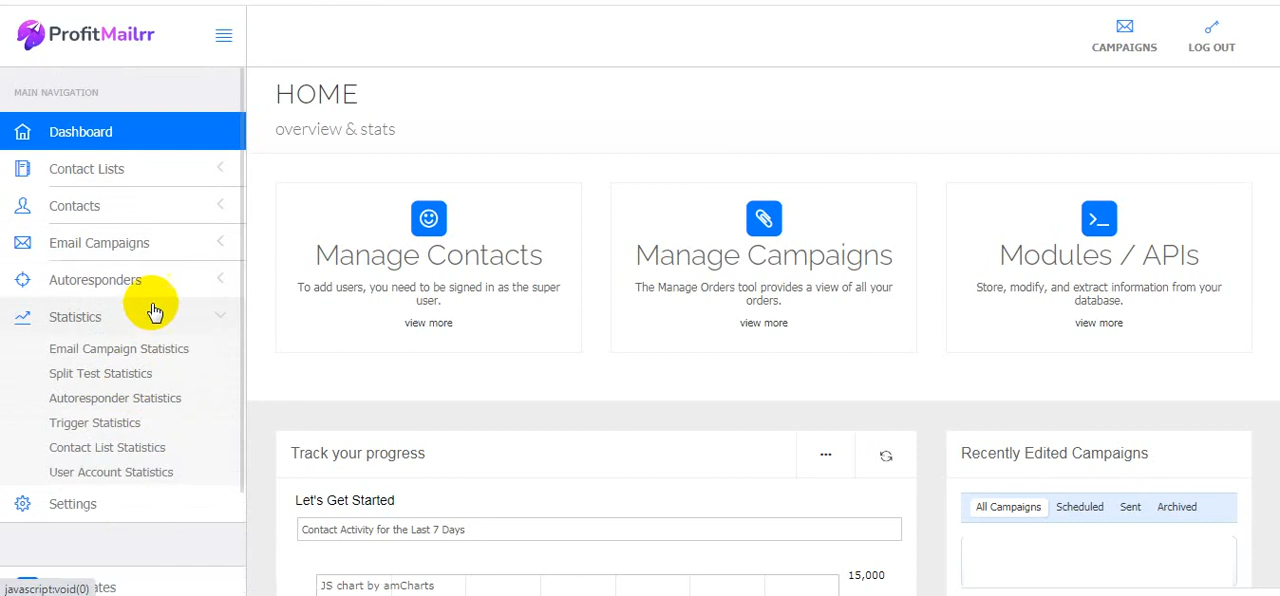 ProfitMailrr
CAMPAIGNS
LOG OUT
MAIN NAVIGATION
Dashboard
Contact Lists
Contacts
Email Campaigns
Autoresponders
Statistics
Email Campaign Statistics
Split Test Statistics
Autoresponder Statistics
Trigger Statistics
Contact List Statistics
User Account Statistics
Settings
ates
javascript:void(0)
HOME
overview & stats
Manage Contacts
To add users, you need to be signed in as the super
user.
view more
Manage Campaigns
The Manage Orders tool provides a view of all your
orders.
view more
Modules / APIs
Store, modify, and extract information from your
database.
view more
Track your progress
Let's Get Started
Contact Activity for the Last 7 Days
JS chart by amCharts
15,000
Recently Edited Campaigns
All Campaigns Scheduled Sent Archived